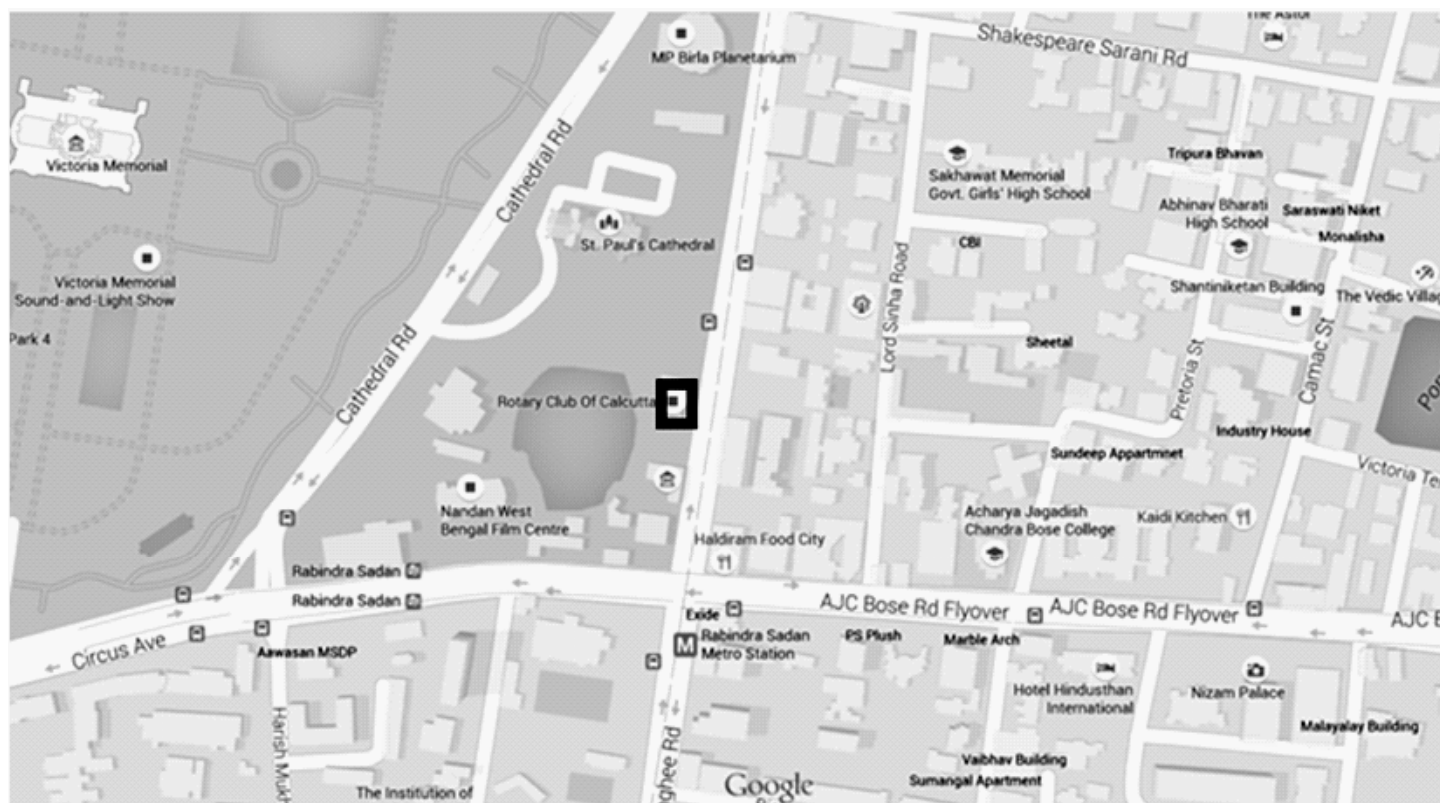 The Astor
Shakespeare Sarani Rd
MP Birla Planetarium
Victoria Memorial
Cathedral Rd
Tripura Bhavan
Sakhawat Memorial
Govt. Girls' High School
Abhinav Bharati
High School
Saraswati Niket
Monalisha
St. Paul's Cathedral
CBI
Victoria Memorial
Sound-and-Light Show
Shantiniketan Building
The Vedic Villag
Park 4
Lord Sinha Road
Sheetal
Cathedral Rd
Pretoria St
Camac St
Pon
Rotary Club Of Calcutta
Industry House
Sundeep Appartmnet
Victoria Te
Nandan West
Bengal Film Centre
Acharya Jagadish
Chandra Bose College
Kaidi Kitchen
Haldiram Food City
Rabindra Sadan
Rabindra Sadan
AJC Bose Rd Flyover
AJC Bose Rd Flyover
AJC B
Exide
M
Rabindra Sadan
Metro Station
PS Plush
Marble Arch
Circus Ave
Aawasan MSDP
Hotel Hindusthan
International
Nizam Palace
Malayalay Building
Harish Mukh
ghee Rd
Vaibhav Building
Sumangal Apartment
Google
The Institution of